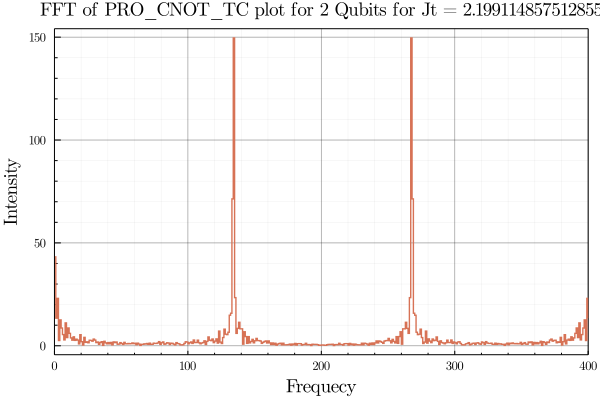 FFT of PRO_CNOT_TC plot for 2 Qubits for Jt = 2.199114857512855
150
100
50
0
Intensity
0 100 200 300 400
Frequecy